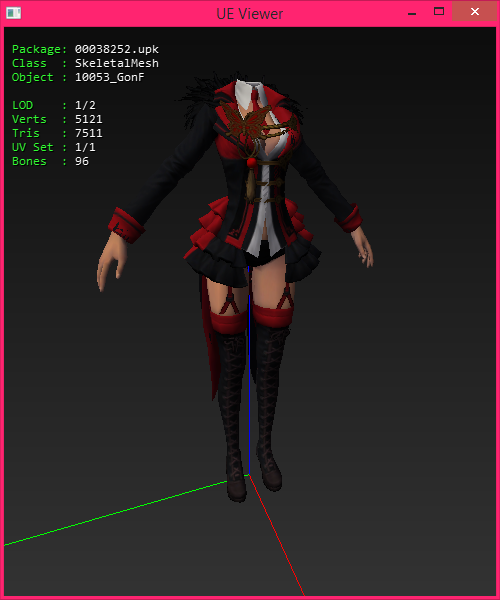 UE Viewer
Package: 00038252.upk
Class : SkeletalMesh
Object : 10053_GonF
LOD : 1/2
Verts : 5121
Tris : 7511
UV Set : 1/1
Bones : 96